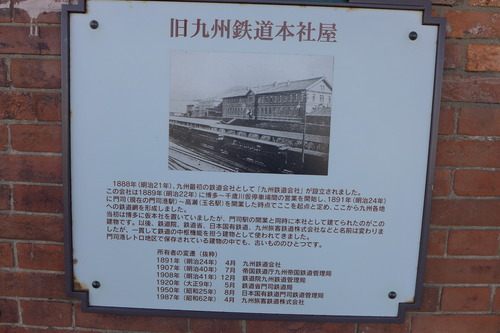 旧九州鉄道本社屋
1888年(明治21年)、九州最初の鉄道会社として「九州鉄道会社」が設立されました。
この会社は1889年(明治22年)に博多〜千歳川仮停車場間の営業を開始し、1891年(明治24年)
に門司(現在の門司港駅)〜高瀬(玉名駅)を開業した時点でここを起点と定め、ここから九州各地
への鉄道網を形成しました。
当初は博多に仮本社を置いていましたが、門司駅の開業と同時に本社として建てられたのがこの
建物です。以後、鉄道院、鉄道省、日本国有鉄道、九州旅客鉄道株式会社などと名前は変わりま
したが、一貫して鉄道の中枢機能を担う建物として使われてきました。
門司港レトロ地区で保存されている建物の中でも、古いもののひとつです。
所有者の変遷(抜粋)
1891年(明治24年) 4月 九州鉄道会社
1907年(明治40年) 7月 帝国鉄道庁九州帝国鉄道管理局
1908年(明治41年) 12月 鉄道院九州鉄道管理局
1920年(大正9年) 5月 鉄道省門司鉄道局
1950年(昭和25年) 8月 日本国有鉄道門司鉄道管理局
1987年(昭和62年) 4月 九州旅客鉄道株式会社